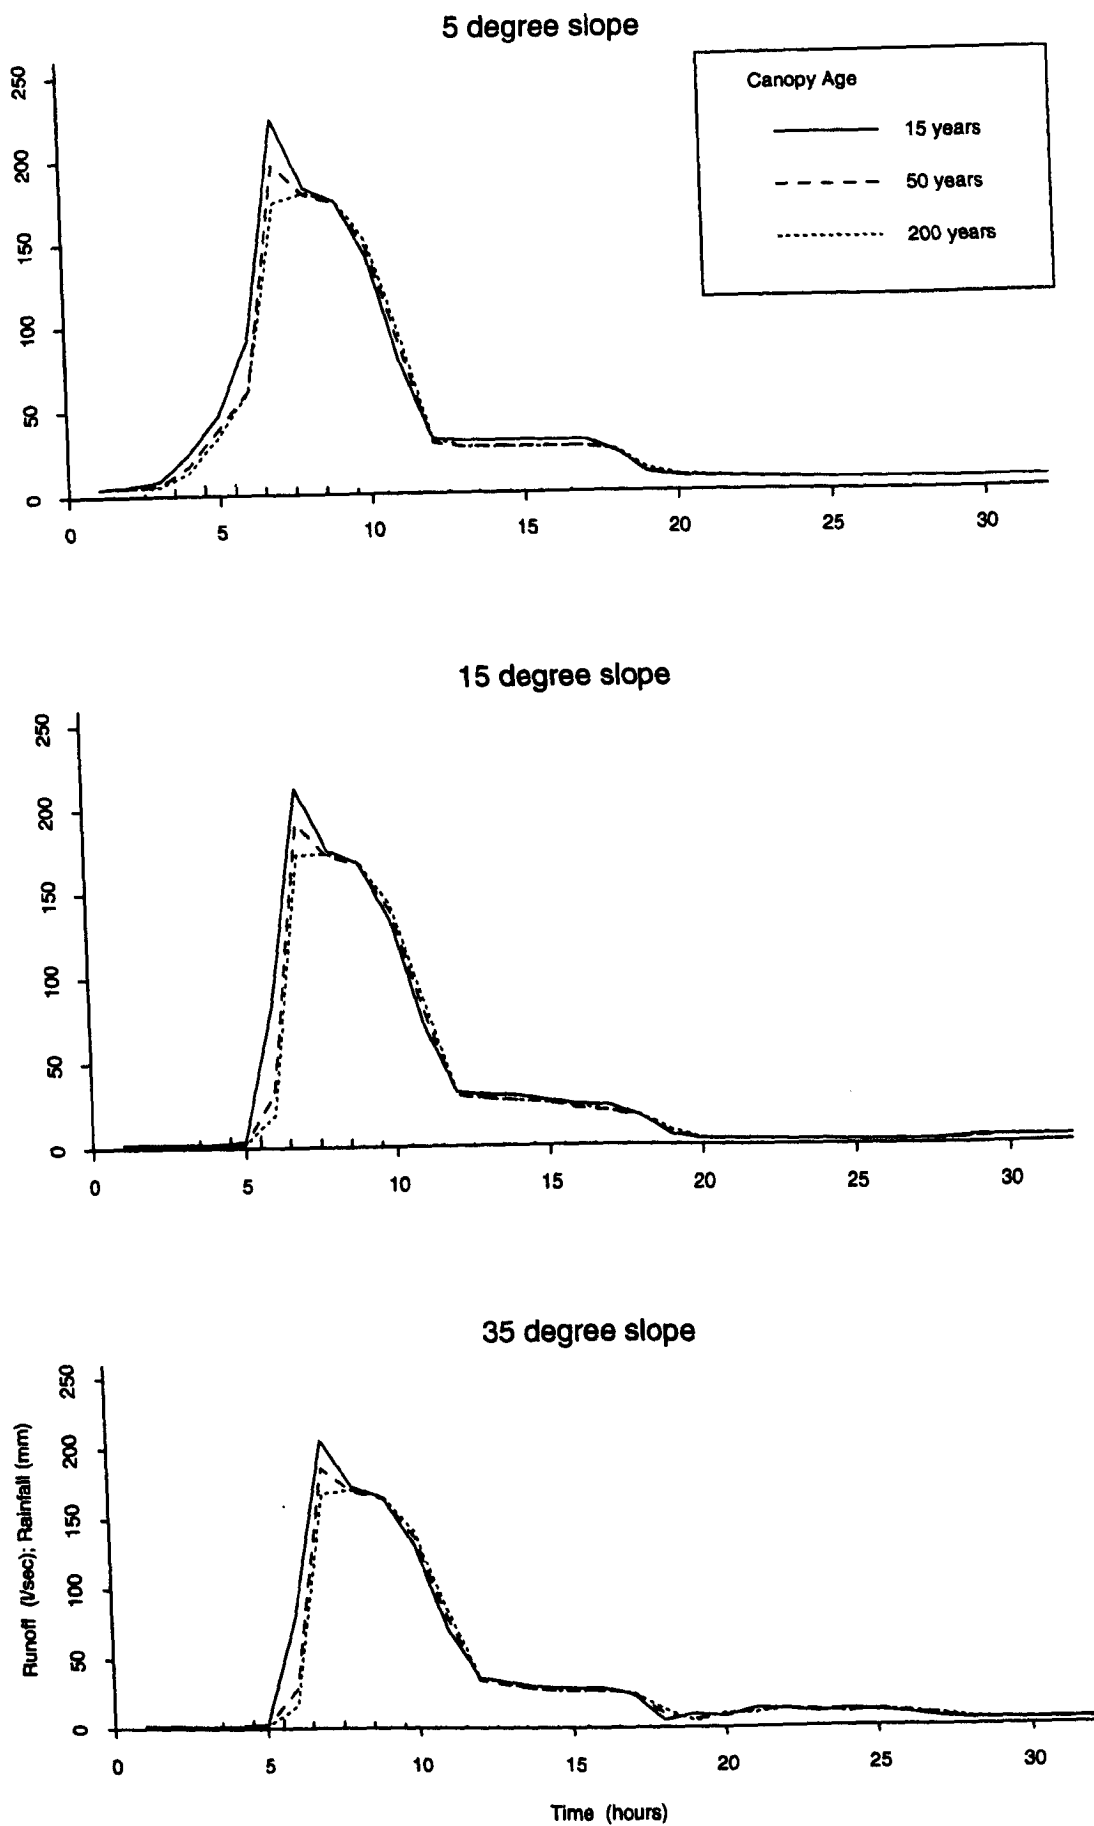 5 degree slope
Canopy Age
15 years
50 years
200 years
250
200
150
100
50
0
0 5 10 15 20 25 30
15 degree slope
250
200
150
100
50
0
0 5 10 15 20 25 30
35 degree slope
Runoff (l/sec); Rainfall (mm)
250
200
150
100
50
0
0 5 10 15 20 25 30
Time (hours)